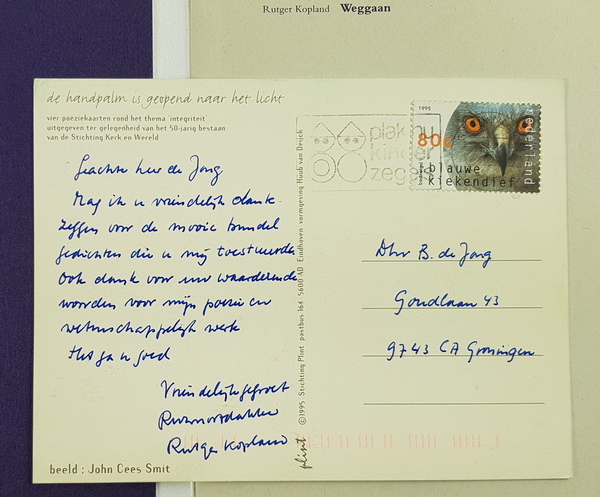 Rutger Kopland Weggaan
de handpalm is geopend naar het licht
vier poëziekaarten rond het thema 'integriteit'
uitgegeven ter gelegenheid van het 50-jarig bestaan
van de Stichting Kerk en Wereld
Geachte heer de Jong
Mag ik u vriendelijk dank
zeggen voor de mooie bundel
gedichten die u mij toestuurde
Ook dank voor uw waarderende
woorden voor mijn poëzie en
wetenschappelijk werk
Het ga u goed
Vriendelijk gegroet
Rutger Kopland
beeld : John Cees Smit
©1995 Stichting Plint postbus 164 5600 AD Eindhoven vormgeving Huub van Deijck
plint
plak nu
kinder
zegels
1995
80c
nederland
blauwe
kiekendief
Dhr B. de Jong
Goudlaan 43
9743 CA Groningen